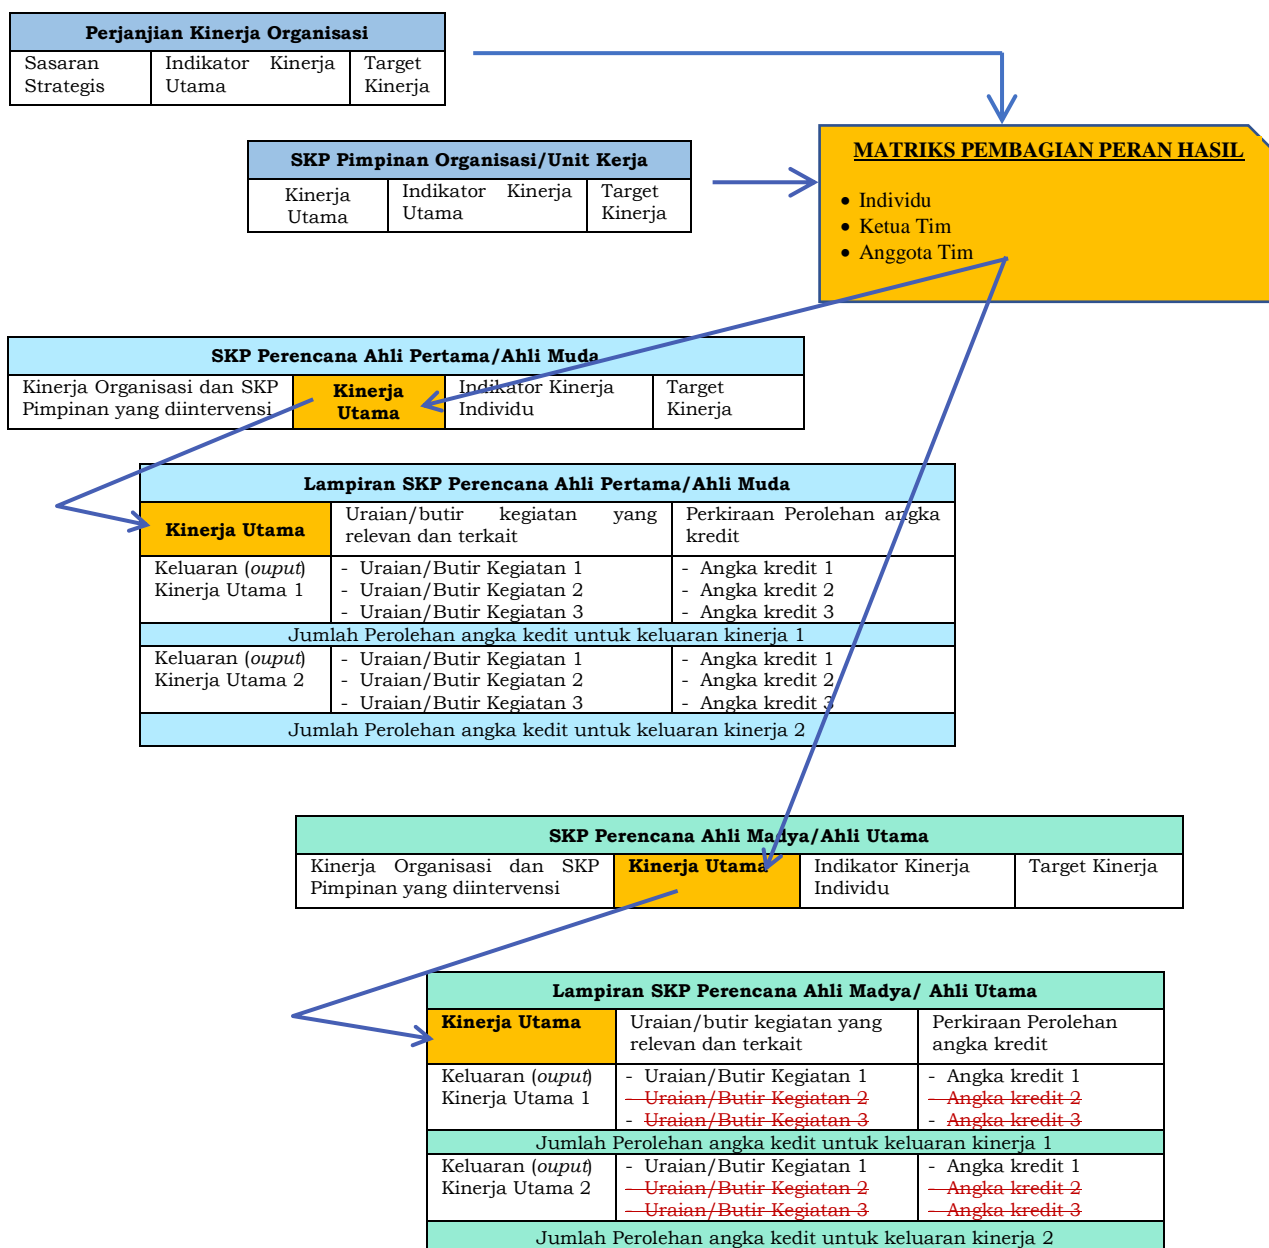 Perjanjian Kinerja Organisasi
Sasaran Strategis
Indikator Kinerja Utama
Target Kinerja
SKP Pimpinan Organisasi/Unit Kerja
Kinerja Utama
Indikator Kinerja Utama
Target Kinerja
MATRIKS PEMBAGIAN PERAN HASIL
• Individu
• Ketua Tim
• Anggota Tim
SKP Perencana Ahli Pertama/Ahli Muda
Kinerja Organisasi dan SKP
Pimpinan yang diintervensi
Kinerja
Utama
Indikator Kinerja
Individu
Target
Kinerja
Lampiran SKP Perencana Ahli Pertama/Ahli Muda
Kinerja Utama
Uraian/butir kegiatan yang
relevan dan terkait
Perkiraan Perolehan angka
kredit
Keluaran (ouput)
Kinerja Utama 1
- Uraian/Butir Kegiatan 1
- Uraian/Butir Kegiatan 2
- Uraian/Butir Kegiatan 3
- Angka kredit 1
- Angka kredit 2
- Angka kredit 3
Jumlah Perolehan angka kedit untuk keluaran kinerja 1
Keluaran (ouput)
Kinerja Utama 2
- Uraian/Butir Kegiatan 1
- Uraian/Butir Kegiatan 2
- Uraian/Butir Kegiatan 3
- Angka kredit 1
- Angka kredit 2
- Angka kredit 3
Jumlah Perolehan angka kedit untuk keluaran kinerja 2
SKP Perencana Ahli Madya/Ahli Utama
Kinerja Organisasi dan SKP
Pimpinan yang diintervensi
Kinerja Utama
Indikator Kinerja
Individu
Target Kinerja
Lampiran SKP Perencana Ahli Madya/ Ahli Utama
Kinerja Utama
Uraian/butir kegiatan yang
relevan dan terkait
Perkiraan Perolehan
angka kredit
Keluaran (ouput)
Kinerja Utama 1
- Uraian/Butir Kegiatan 1
- Uraian/Butir Kegiatan 2
- Uraian/Butir Kegiatan 3
- Angka kredit 1
- Angka kredit 2
- Angka kredit 3
Jumlah Perolehan angka kedit untuk keluaran kinerja 1
Keluaran (ouput)
Kinerja Utama 2
- Uraian/Butir Kegiatan 1
- Uraian/Butir Kegiatan 2
- Uraian/Butir Kegiatan 3
- Angka kredit 1
- Angka kredit 2
- Angka kredit 3
Jumlah Perolehan angka kedit untuk keluaran kinerja 2